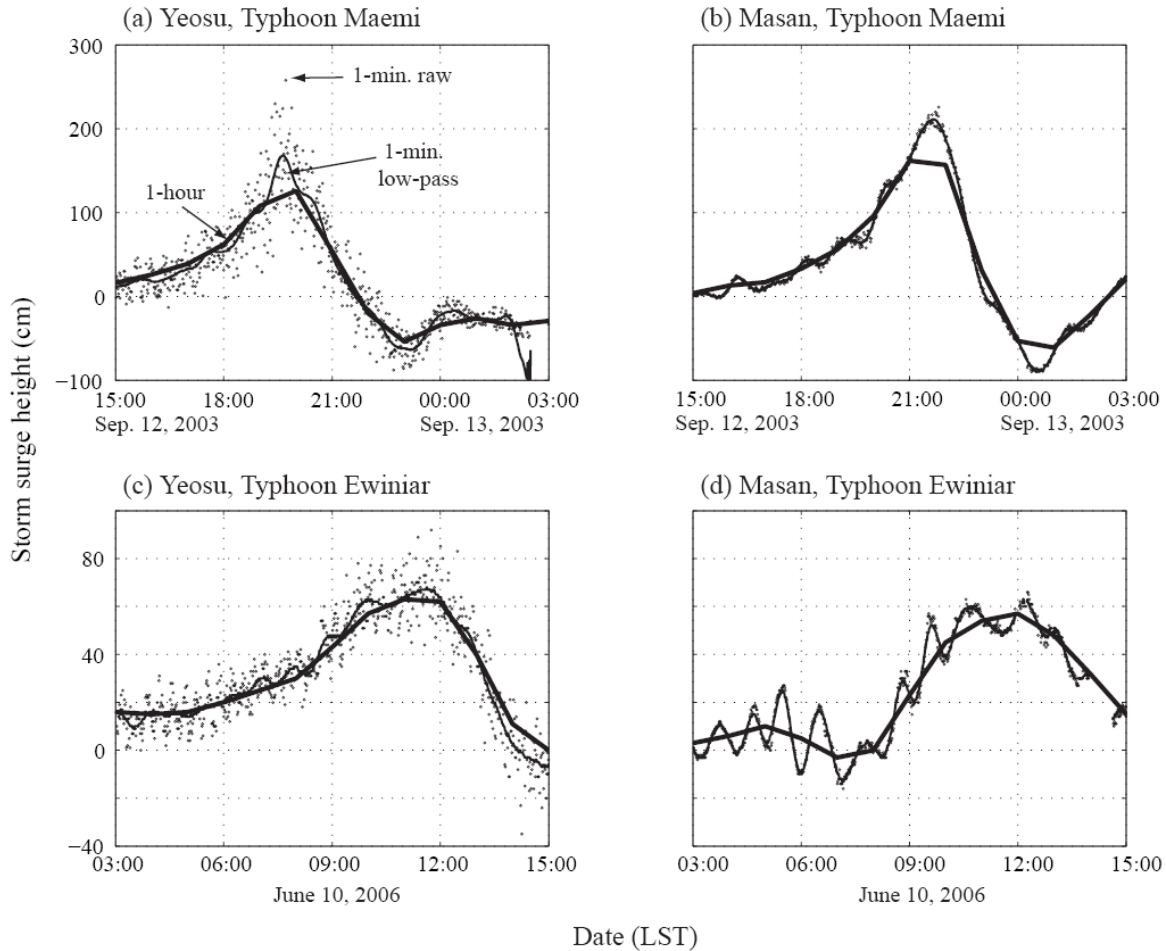 (a) Yeosu, Typhoon Maemi
(b) Masan, Typhoon Maemi
300
200
100
0
−100
1-min. raw
1-min.
low-pass
1-hour
15:00 18:00 21:00 00:00 03:00
Sep. 12, 2003 Sep. 13, 2003
15:00 18:00 21:00 00:00 03:00
Sep. 12, 2003 Sep. 13, 2003
Storm surge height (cm)
(c) Yeosu, Typhoon Ewiniar
(d) Masan, Typhoon Ewiniar
80
40
0
−40
03:00 06:00 09:00 12:00 15:00
June 10, 2006
03:00 06:00 09:00 12:00 15:00
June 10, 2006
Date (LST)